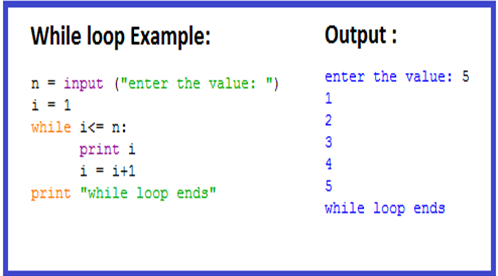 While loop Example:
n = input ("enter the value: ")
i = 1
while i<= n:
print i
i = i+1
print "while loop ends"
Output :
enter the value: 5
1
2
3
4
5
while loop ends